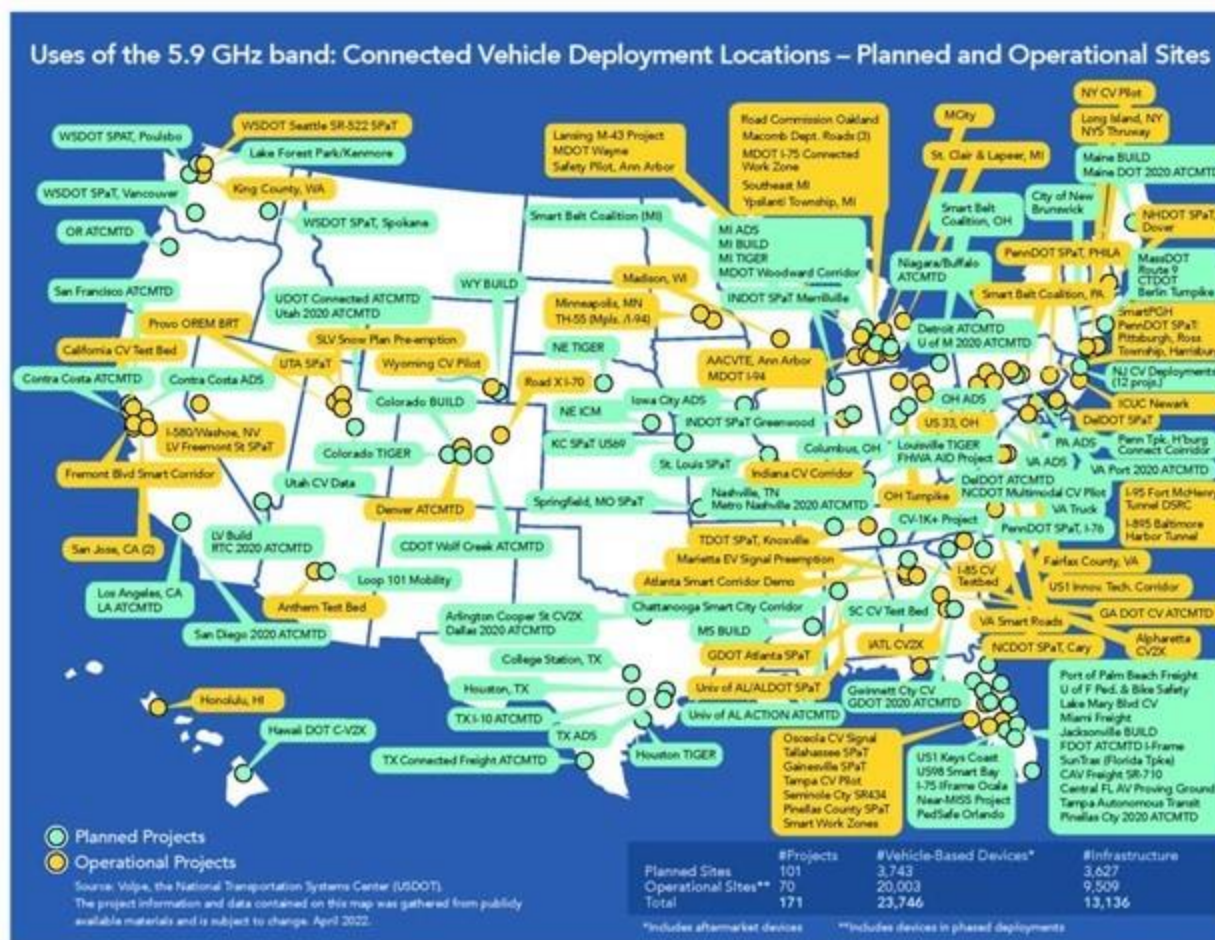 Uses of the 5.9 GHz band: Connected Vehicle Deployment Locations – Planned and Operational Sites
WSDOT SPAT, Poulsbo
WSDOT Seattle SR-522 SPaT
Lake Forest Park/Kenmore
WSDOT SPaT, Vancouver
King County, WA
WSDOT SPaT, Spokane
OR ATCMTD
San Francisco ATCMTD
Provo OREM BRT
California CV Test Bed
Contra Costa ATCMTD
Contra Costa ADS
UDOT Connected ATCMTD
Utah 2020 ATCMTD
SLV Snow Plan Pre-emption
UTA SPaT
Wyoming CV Pilot
WY BUILD
Colorado BUILD
Road X I-70
I-580/Washoe, NV
LV Freemont St SPaT
Fremont Blvd Smart Corridor
Colorado TIGER
Utah CV Data
Denver ATCMTD
San Jose, CA (2)
LV Build
RTC 2020 ATCMTD
CDOT Wolf Creek ATCMTD
Loop 101 Mobility
Los Angeles, CA
LA ATCMTD
Anthem Test Bed
San Diego 2020 ATCMTD
Honolulu, HI
Hawaii DOT C-V2X
Lansing M-43 Project
MDOT Wayne
Safety Pilot, Ann Arbor
Road Commission Oakland
Macomb Dept. Roads (3)
MDOT I-75 Connected
Work Zone
Southeast MI
Ypsilanti Township, MI
MCity
St. Clair & Lapeer, MI
NY CV Pilot
Long Island, NY
NYS Thruway
Maine BUILD
Maine DOT 2020 ATCMTD
City of New
Brunswick
Smart Belt
Coalition, OH
NHDOT SPaT,
Dover
Smart Belt Coalition (MI)
MI ADS
MI BUILD
MI TIGER
MDOT Woodward Corridor
Niagara/Buffalo
ATCMTD
PennDOT SPaT, PHILA
MassDOT
Route 9
CTDOT
Berlin Turnpike
Madison, WI
Minneapolis, MN
TH-55 (Mpls. /I-94)
INDOT SPaT Merrillville
Smart Belt Coalition, PA
SmartPGH
PennDOT SPaT:
Pittsburgh, Ross
Township, Harrisburg
Detroit ATCMTD
U of M 2020 ATCMTD
NE TIGER
AACVTE, Ann Arbor
MDOT I-94
NJ CV Deployments
(12 projs.)
Iowa City ADS
NE ICM
INDOT SPaT Greenwood
OH ADS
US 33, OH
ICUC Newark
DelDOT SPaT
KC SPaT US69
St. Louis SPaT
Columbus, OH
Louisville TIGER
FHWA AID Project
PA ADS
VA ADS
Penn Tpk. H'burg
Connect Coirridor
VA Port 2020 ATCMTD
Indiana CV Corridor
DelDOT ATCMTD
Springfield, MO SPaT
Nashville, TN
Metro Nashville 2020 ATCMTD
OH Turnpike
NCDOT Multimodal CV Pilot
VA Truck
I-95 Fort McHenry
Tunnel DSRC
I-895 Baltimore
Harbor Tunnel
CV-1K+ Project
PennDOT SPaT, I-76
TDOT SPaT, Knoxville
Marietta EV Signal Preemption
Atlanta Smart Corridor Demo
I-85 CV
Testbed
Fairfax County, VA
US1 Innov. Tech. Corridor
Arlington Cooper St CV2X
Dallas 2020 ATCMTD
Chattanooga Smart City Corridor
SC CV Test Bed
VA Smart Roads
GA DOT CV ATCMTD
MS BUILD
GDOT Atlanta SPaT
IATL CV2X
NCDOT SPaT, Cary
Alpharetta
CV2X
College Station, TX
Houston, TX
Univ of AL/ALDOT SPaT
Gwinnett Cty CV
GDOT 2020 ATCMTD
TX I-10 ATCMTD
Univ of AL ACTION ATCMTD
TX ADS
Houston TIGER
TX Connected Freight ATCMTD
Osceola CV Signal
Tallahassee SPaT
Gainesville SPaT
Tampa CV Pilot
Seminole Cty SR434
Pinellas County SPaT
Smart Work Zones
US1 Keys Coast
US98 Smart Bay
I-75 IFrame Ocala
Near-MISS Project
PedSafe Orlando
Port of Palm Beach Freight
U of F Ped. & Bike Safety
Lake Mary Blvd CV
Miami Freight
Jacksonville BUILD
FDOT ATCMTD I-Frame
SunTrax (Florida Tpke)
CAV Freight SR-710
Central FL AV Proving Ground
Tampa Autonomous Transit
Pinellas Cty 2020 ATCMTD
Planned Projects
Operational Projects
Source: Volpe, the National Transportation Systems Center (USDOT).
The project information and data contained on this map was gathered from publicly
available materials and is subject to change. April 2022.
#Projects #Vehicle-Based Devices* #Infrastructure
Planned Sites 101 3,743 3,627
Operational SItes** 70 20,003 9,509
Total 171 23,746 13,136
*Includes aftermarket devices **Includes devices in phased deployments